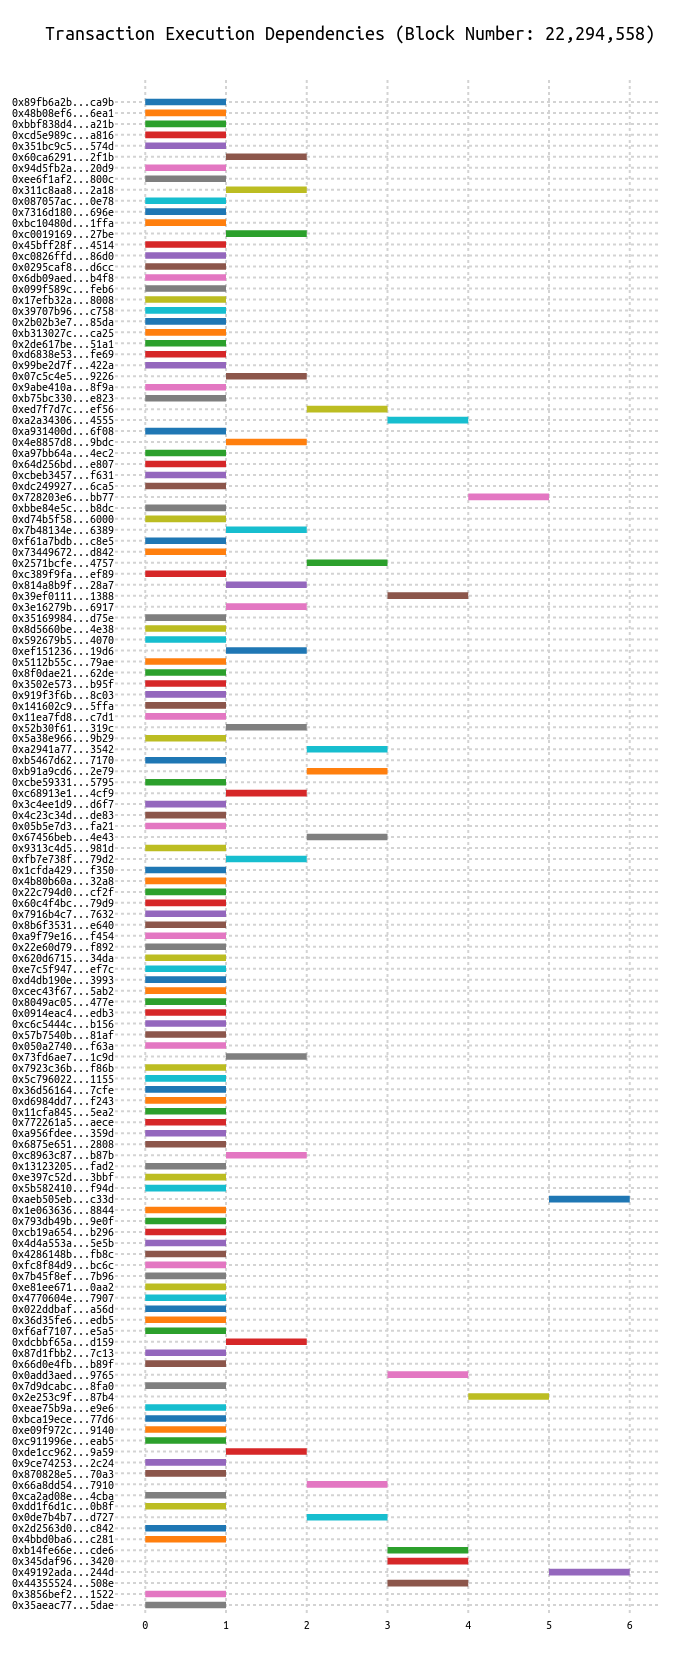 Transaction Execution Dependencies (Block Number: 22,294,558)
0x89fb6a2b...ca9b
0x48b08ef6...6ea1
0xbbf838d4...a21b
0xcd5e989c...a816
0x351bc9c5...574d
0x60ca6291...2f1b
0x94d5fb2a...20d9
0xee6f1af2...800c
0x311c8aa8...2a18
0x087057ac...0e78
0x7316d180...696e
0xbc10480d...1ffa
0xc0019169...27be
0x45bff28f...4514
0xc0826ffd...86d0
0x0295caf8...d6cc
0x6db09aed...b4f8
0x099f589c...feb6
0x17efb32a...8008
0x39707b96...c758
0x2b02b3e7...85da
0xb313027c...ca25
0x2de617be...51a1
0xd6838e53...fe69
0x99be2d7f...422a
0x07c5c4e5...9226
0x9abe410a...8f9a
0xb75bc330...e823
0xed7f7d7c...ef56
0xa2a34306...4555
0xa931400d...6f08
0x4e8857d8...9bdc
0xa97bb64a...4ec2
0x64d256bd...e807
0xcbeb3457...f631
0xdc249927...6ca5
0x728203e6...bb77
0xbbe84e5c...b8dc
0xd74b5f58...6000
0x7b48134e...6389
0xf61a7bdb...c8e5
0x73449672...d842
0x2571bcfe...4757
0xc389f9fa...ef89
0x814a8b9f...28a7
0x39ef0111...1388
0x3e16279b...6917
0x35169984...d75e
0x8d5660be...4e38
0x592679b5...4070
0xef151236...19d6
0x5112b55c...79ae
0x8f0dae21...62de
0x3502e573...b95f
0x919f3f6b...8c03
0x141602c9...5ffa
0x11ea7fd8...c7d1
0x52b30f61...319c
0x5a38e966...9b29
0xa2941a77...3542
0xb5467d62...7170
0xb91a9cd6...2e79
0xcbe59331...5795
0xc68913e1...4cf9
0x3c4ee1d9...d6f7
0x4c23c34d...de83
0x05b5e7d3...fa21
0x67456beb...4e43
0x9313c4d5...981d
0xfb7e738f...79d2
0x1cfda429...f350
0x4b80b60a...32a8
0x22c794d0...cf2f
0x60c4f4bc...79d9
0x7916b4c7...7632
0x8b6f3531...e640
0xa9f79e16...f454
0x22e60d79...f892
0x620d6715...34da
0xe7c5f947...ef7c
0xd4db190e...3993
0xcec43f67...5ab2
0x8049ac05...477e
0x0914eac4...edb3
0xc6c5444c...b156
0x57b7540b...81af
0x050a2740...f63a
0x73fd6ae7...1c9d
0x7923c36b...f86b
0x5c796022...1155
0x36d56164...7cfe
0xd6984dd7...f243
0x11cfa845...5ea2
0x772261a5...aece
0xa956fdee...359d
0x6875e651...2808
0xc8963c87...b87b
0x13123205...fad2
0xe397c52d...3bbf
0x5b582410...f94d
0xaeb505eb...c33d
0x1e063636...8844
0x793db49b...9e0f
0xcb19a654...b296
0x4d4a553a...5e5b
0x4286148b...fb8c
0xfc8f84d9...bc6c
0x7b45f8ef...7b96
0xe81ee671...0aa2
0x4770604e...7907
0x022ddbaf...a56d
0x36d35fe6...edb5
0xf6af7107...e5a5
0xdcbbf65a...d159
0x87d1fbb2...7c13
0x66d0e4fb...b89f
0x0add3aed...9765
0x7d9dcabc...8fa0
0x2e253c9f...87b4
0xeae75b9a...e9e6
0xbca19ece...77d6
0xe09f972c...9140
0xc911996e...eab5
0xde1cc962...9a59
0x9ce74253...2c24
0x870828e5...70a3
0x66a8dd54...7910
0xca2ad08e...4cba
0xdd1f6d1c...0b8f
0x0de7b4b7...d727
0x2d2563d0...c842
0x4bbd0ba6...c281
0xb14fe66e...cde6
0x345daf96...3420
0x49192ada...244d
0x44355524...508e
0x3856bef2...1522
0x35aeac77...5dae
0 1 2 3 4 5 6